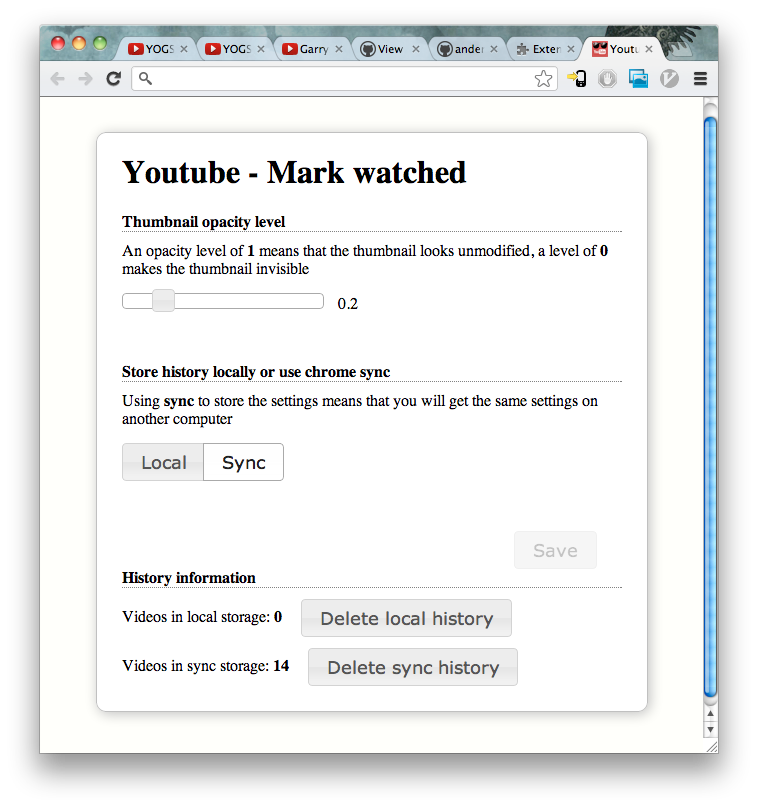 YOGS
YOGS
Garry
View
ander
Exten
Youtu
Youtube - Mark watched
Thumbnail opacity level
An opacity level of 1 means that the thumbnail looks unmodified, a level of 0
makes the thumbnail invisible
0.2
Store history locally or use chrome sync
Using sync to store the settings means that you will get the same settings on
another computer
Local Sync
Save
History information
Videos in local storage: 0 Delete local history
Videos in sync storage: 14 Delete sync history